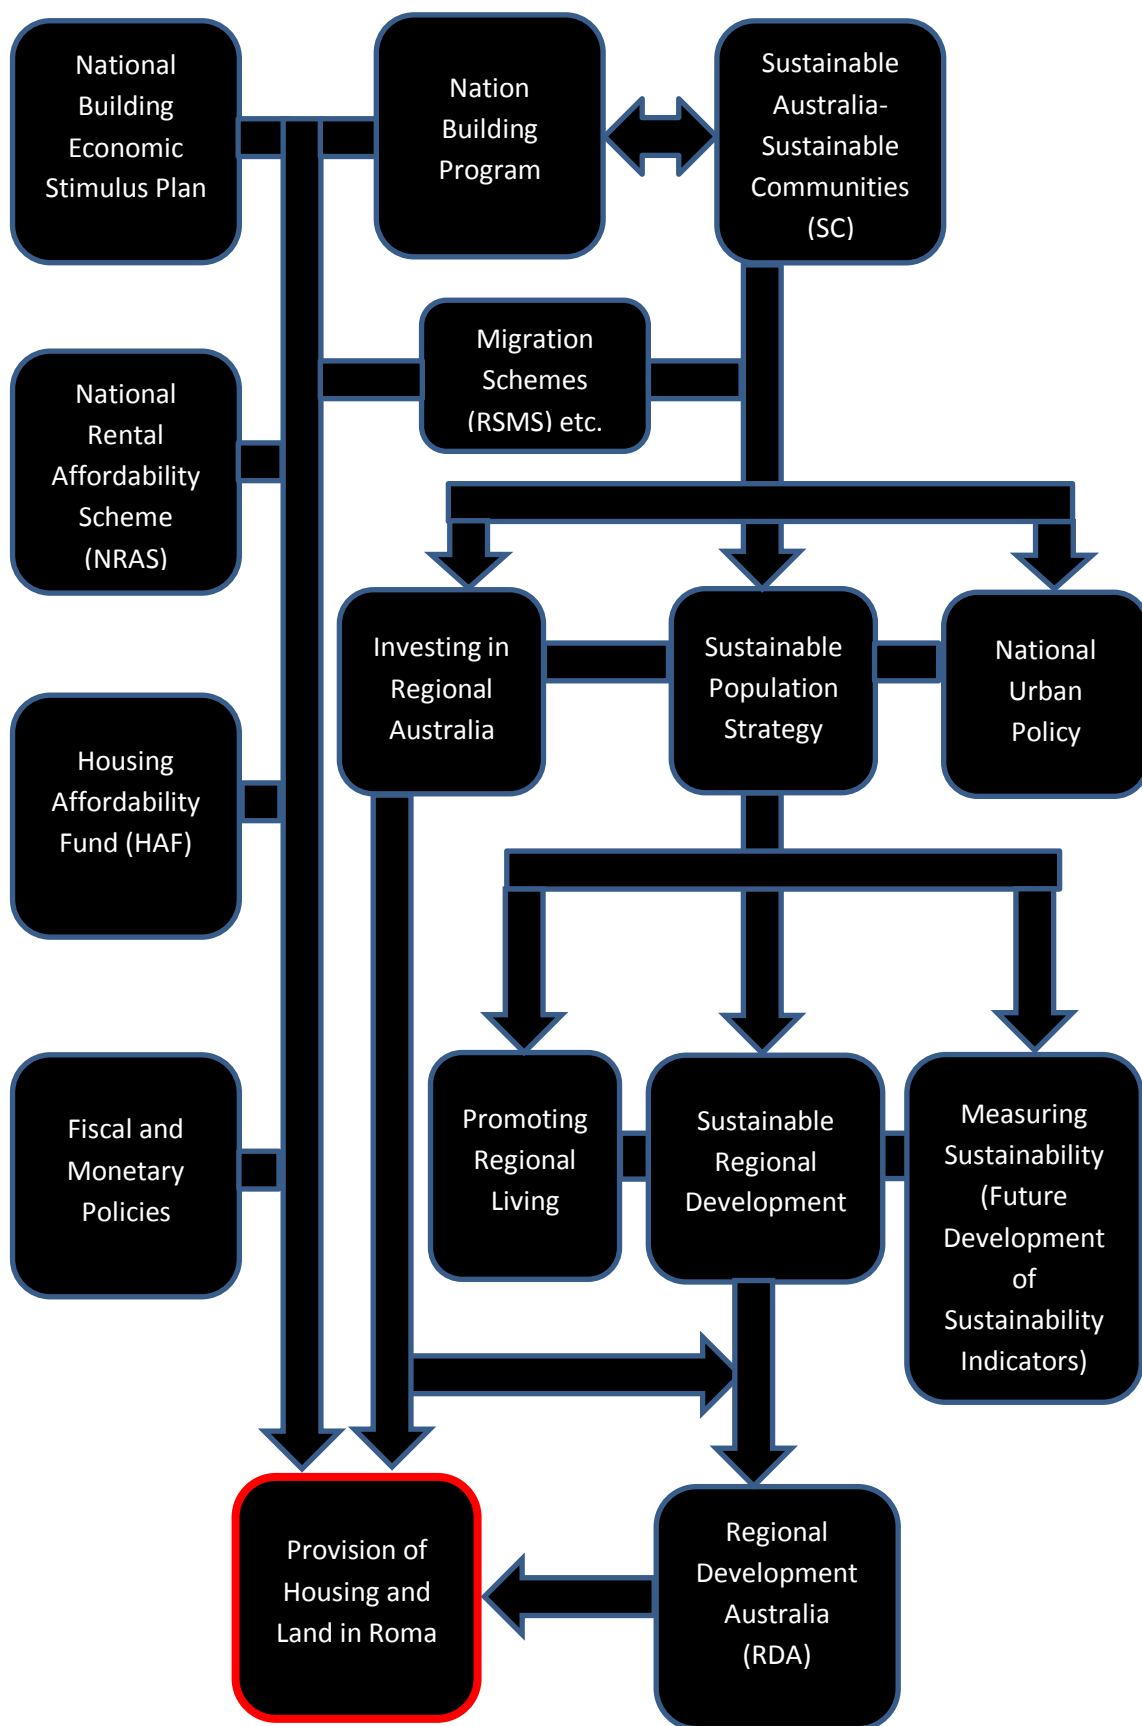 National
Building
Economic
Stimulus Plan
Nation
Building
Program
Sustainable
Australia-
Sustainable
Communities
(SC)
Migration
Schemes
(RSMS) etc.
National
Rental
Affordability
Scheme
(NRAS)
Investing in
Regional
Australia
Sustainable
Population
Strategy
National
Urban
Policy
Housing
Affordability
Fund (HAF)
Fiscal and
Monetary
Policies
Promoting
Regional
Living
Sustainable
Regional
Development
Measuring
Sustainability
(Future
Development
of
Sustainability
Indicators)
Provision of
Housing and
Land in Roma
Regional
Development
Australia
(RDA)